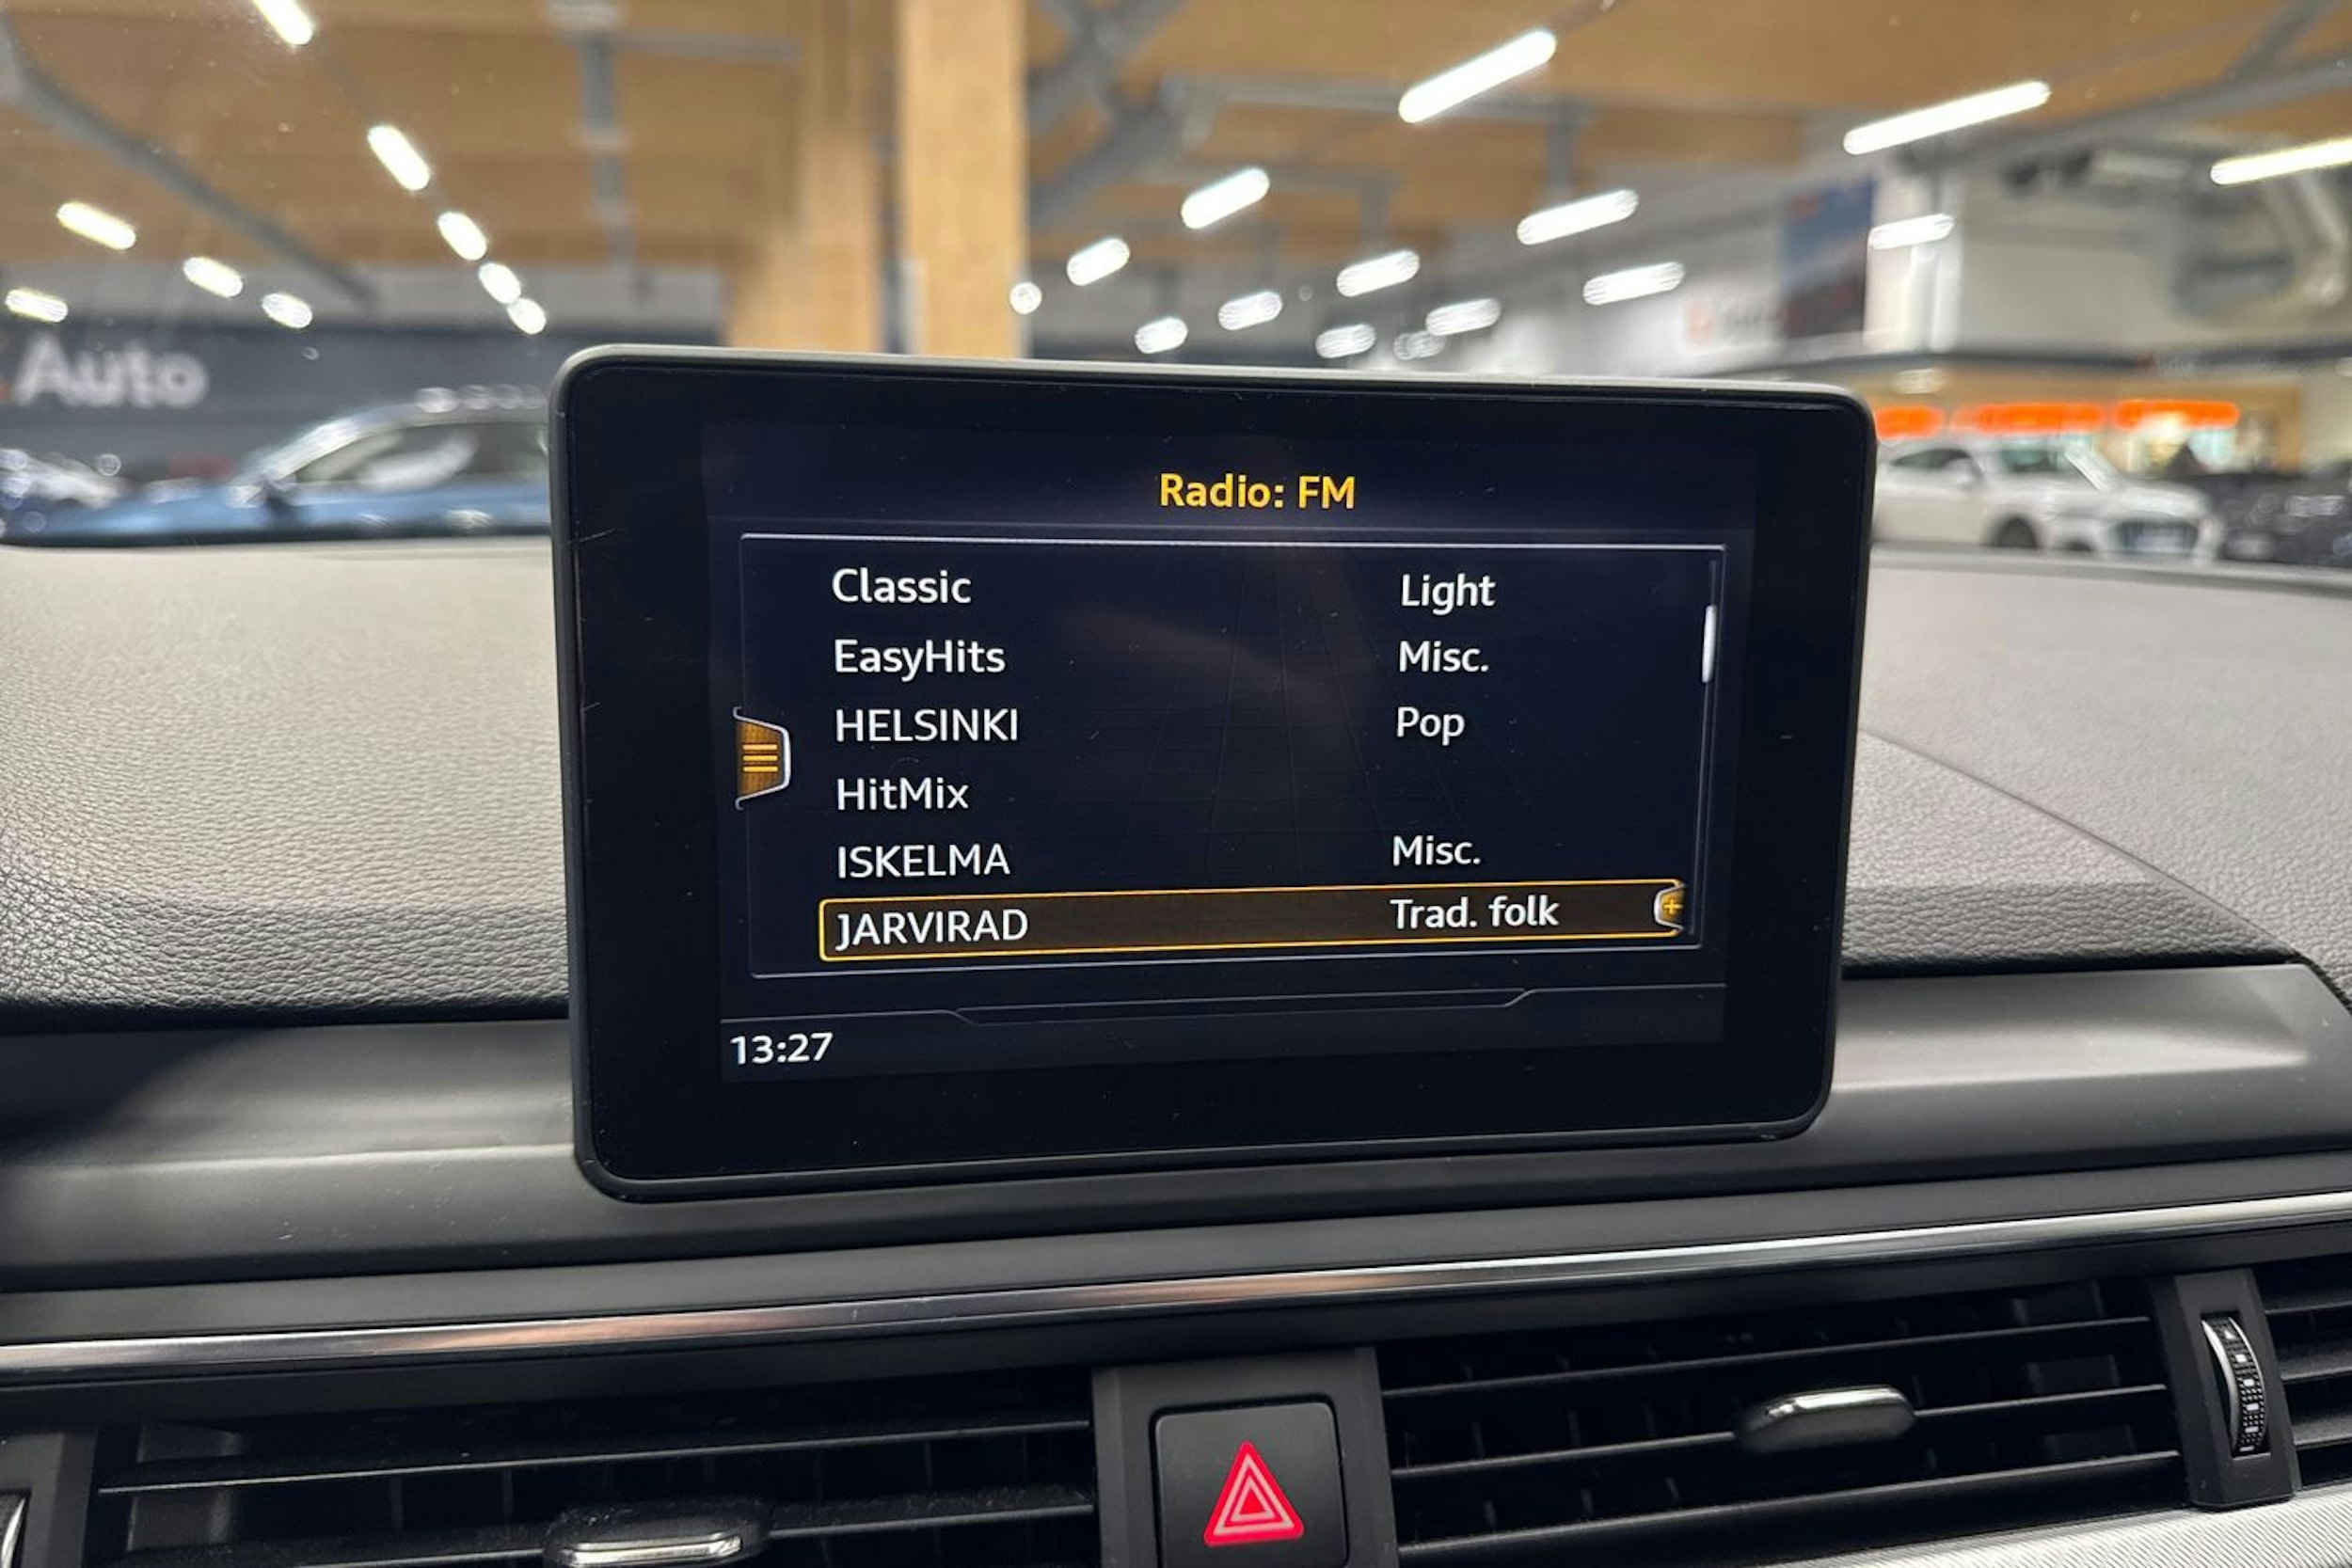 Auto
Radio: FM
Classic Light
EasyHits Misc.
HELSINKI Pop
HitMix
ISKELMA Misc.
JARVIRAD Trad. folk
13:27